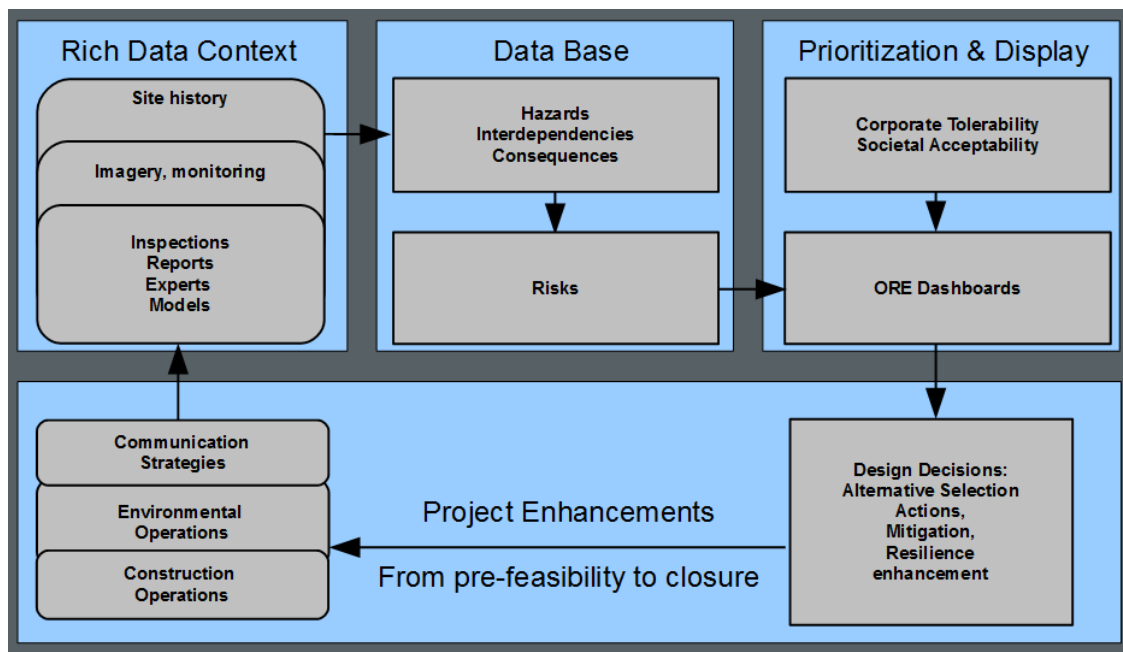 Rich Data Context
Site history
Imagery, monitoring
Inspections
Reports
Experts
Models
Data Base
Hazards
Interdependencies
Consequences
Risks
Prioritization & Display
Corporate Tolerability
Societal Acceptability
ORE Dashboards
Design Decisions:
Alternative Selection
Actions,
Mitigation,
Resilience
enhancement
Project Enhancements
From pre-feasibility to closure
Communication
Strategies
Environmental
Operations
Construction
Operations